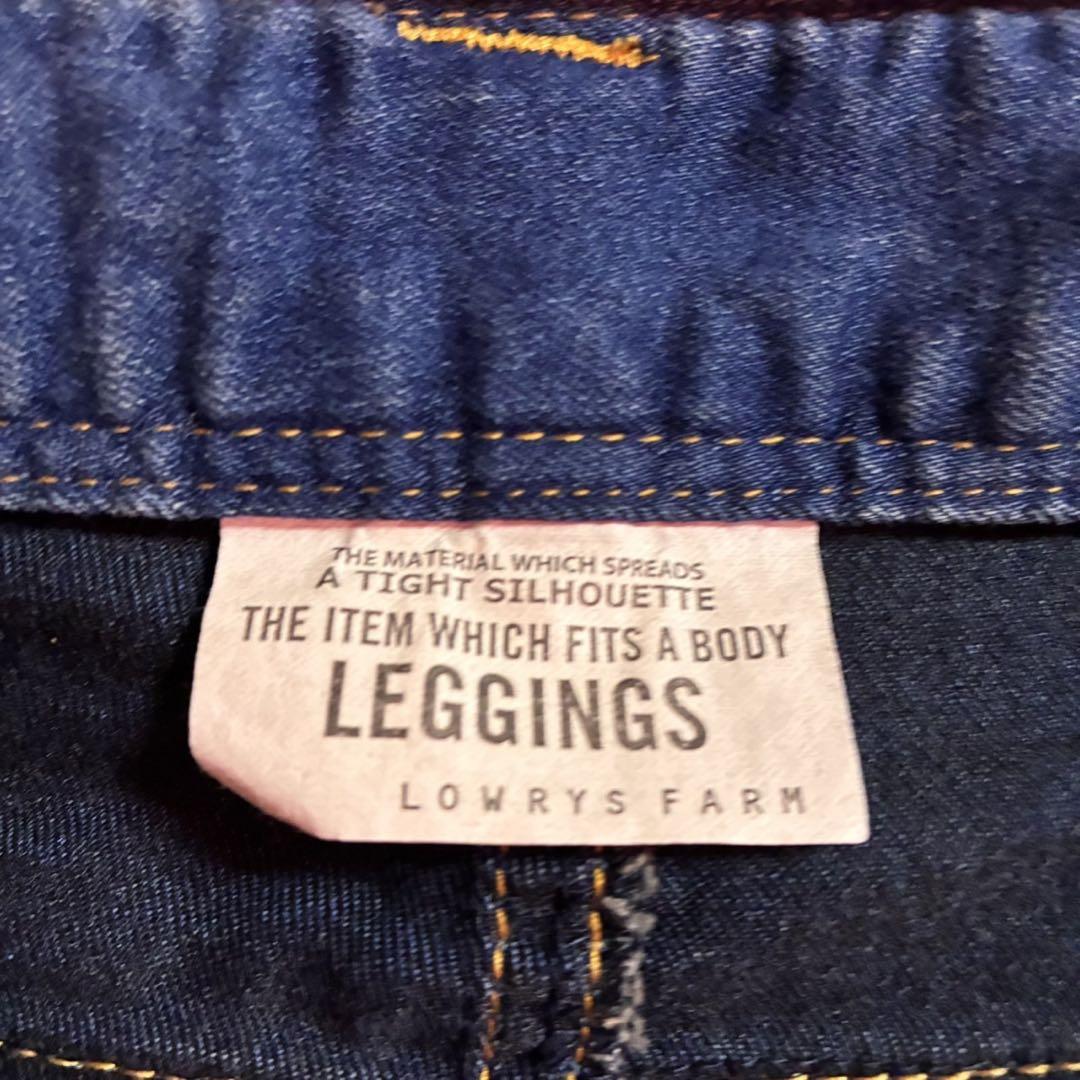 THE MATERIAL WHICH SPREADS
A TIGHT SILHOUETTE
THE ITEM WHICH FITS A BODY
LEGGINGS
LOWRYS FARM